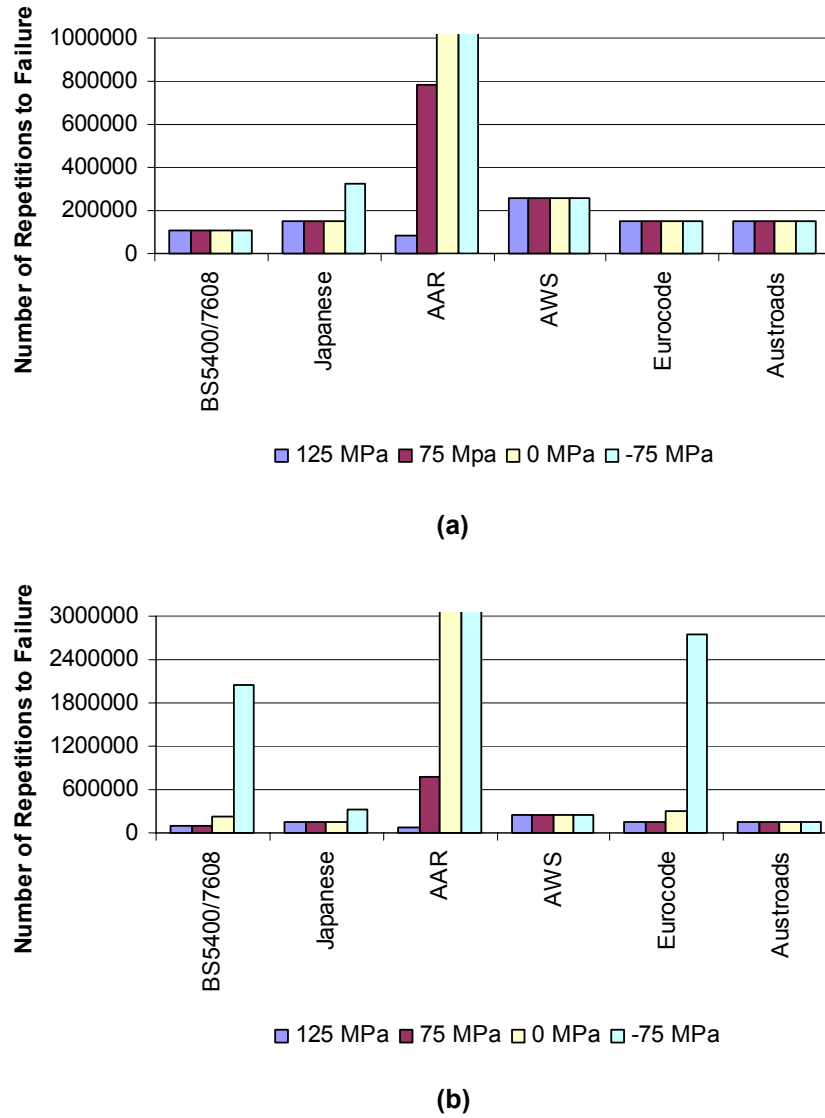 Number of Repetitions to Failure
1000000
800000
600000
400000
200000
0
BS5400/7608
Japanese
AAR
AWS
Eurocode
Austroads
125 MPa 75 Mpa 0 MPa -75 MPa
(a)
Number of Repetitions to Failure
3000000
2400000
1800000
1200000
600000
0
BS5400/7608
Japanese
AAR
AWS
Eurocode
Austroads
125 MPa 75 MPa 0 MPa -75 MPa
(b)